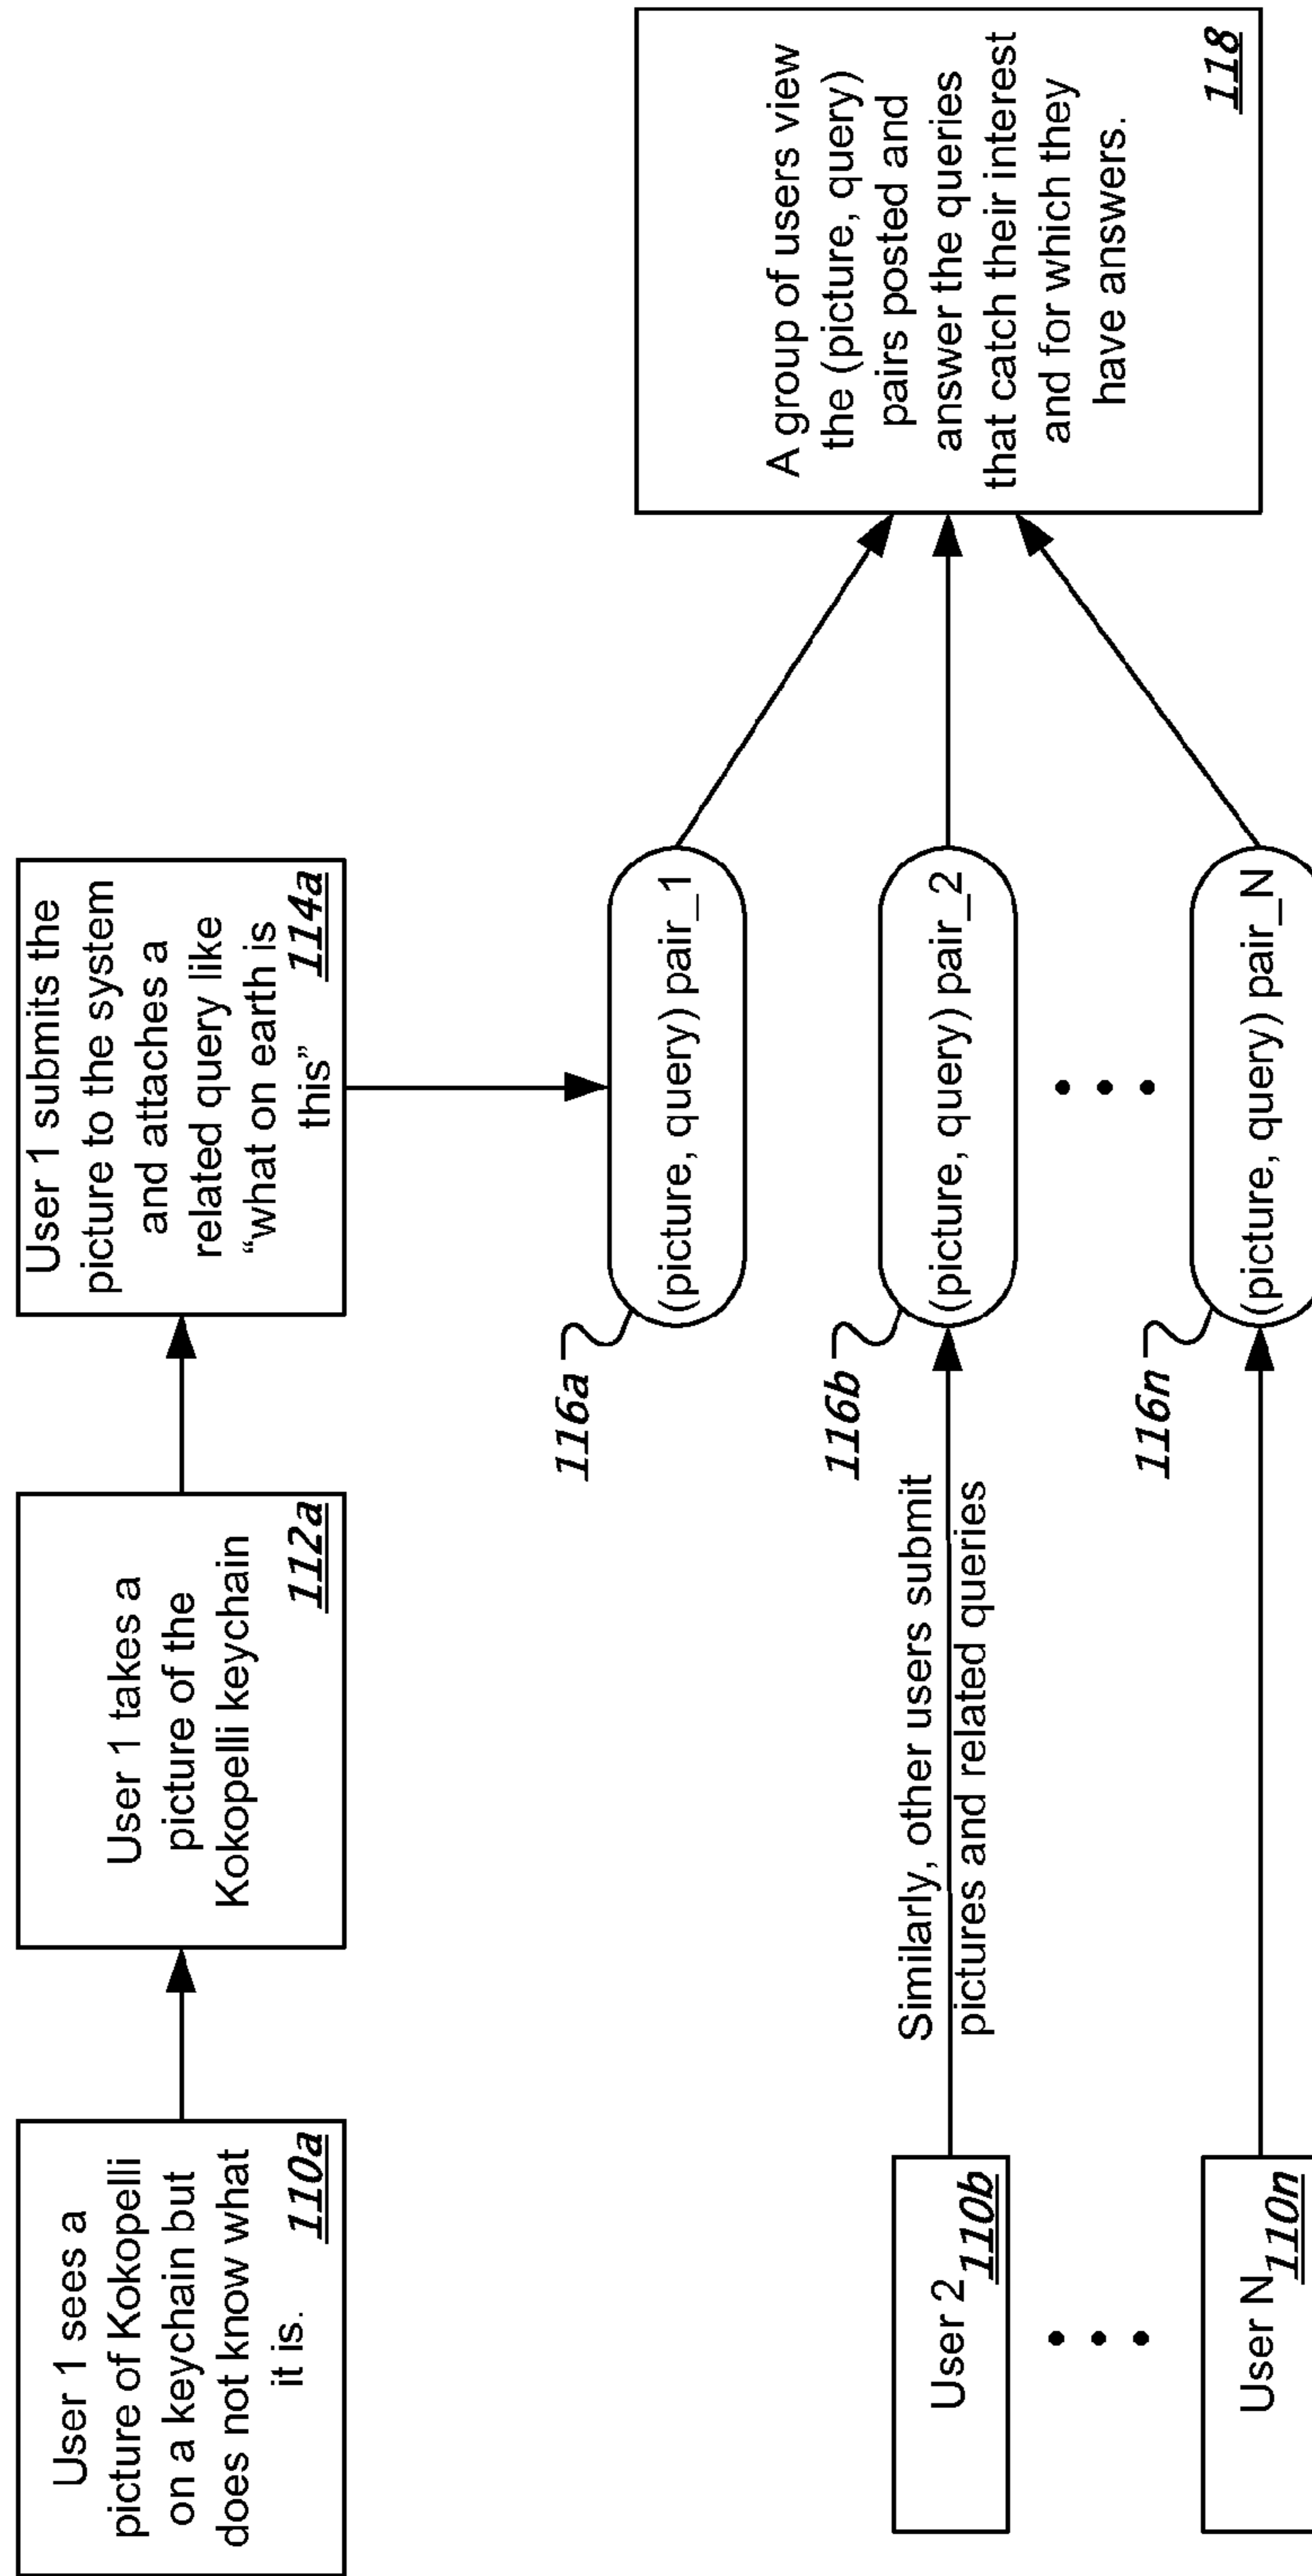 User 1 sees a
picture of Kokopelli
on a keychain but
does not know what
it is.
110a
User 1 takes a
picture of the
Kokopelli keychain
112a
User 1 submits the
picture to the system
and attaches a
related query like
“what on earth is
this”
114a
116a
(picture, query) pair_1
User 2
110b
Similarly, other users submit
pictures and related queries
116b
(picture, query) pair_2
User N
110n
116n
(picture, query) pair_N
A group of users view
the (picture, query)
pairs posted and
answer the queries
that catch their interest
and for which they
have answers.
118